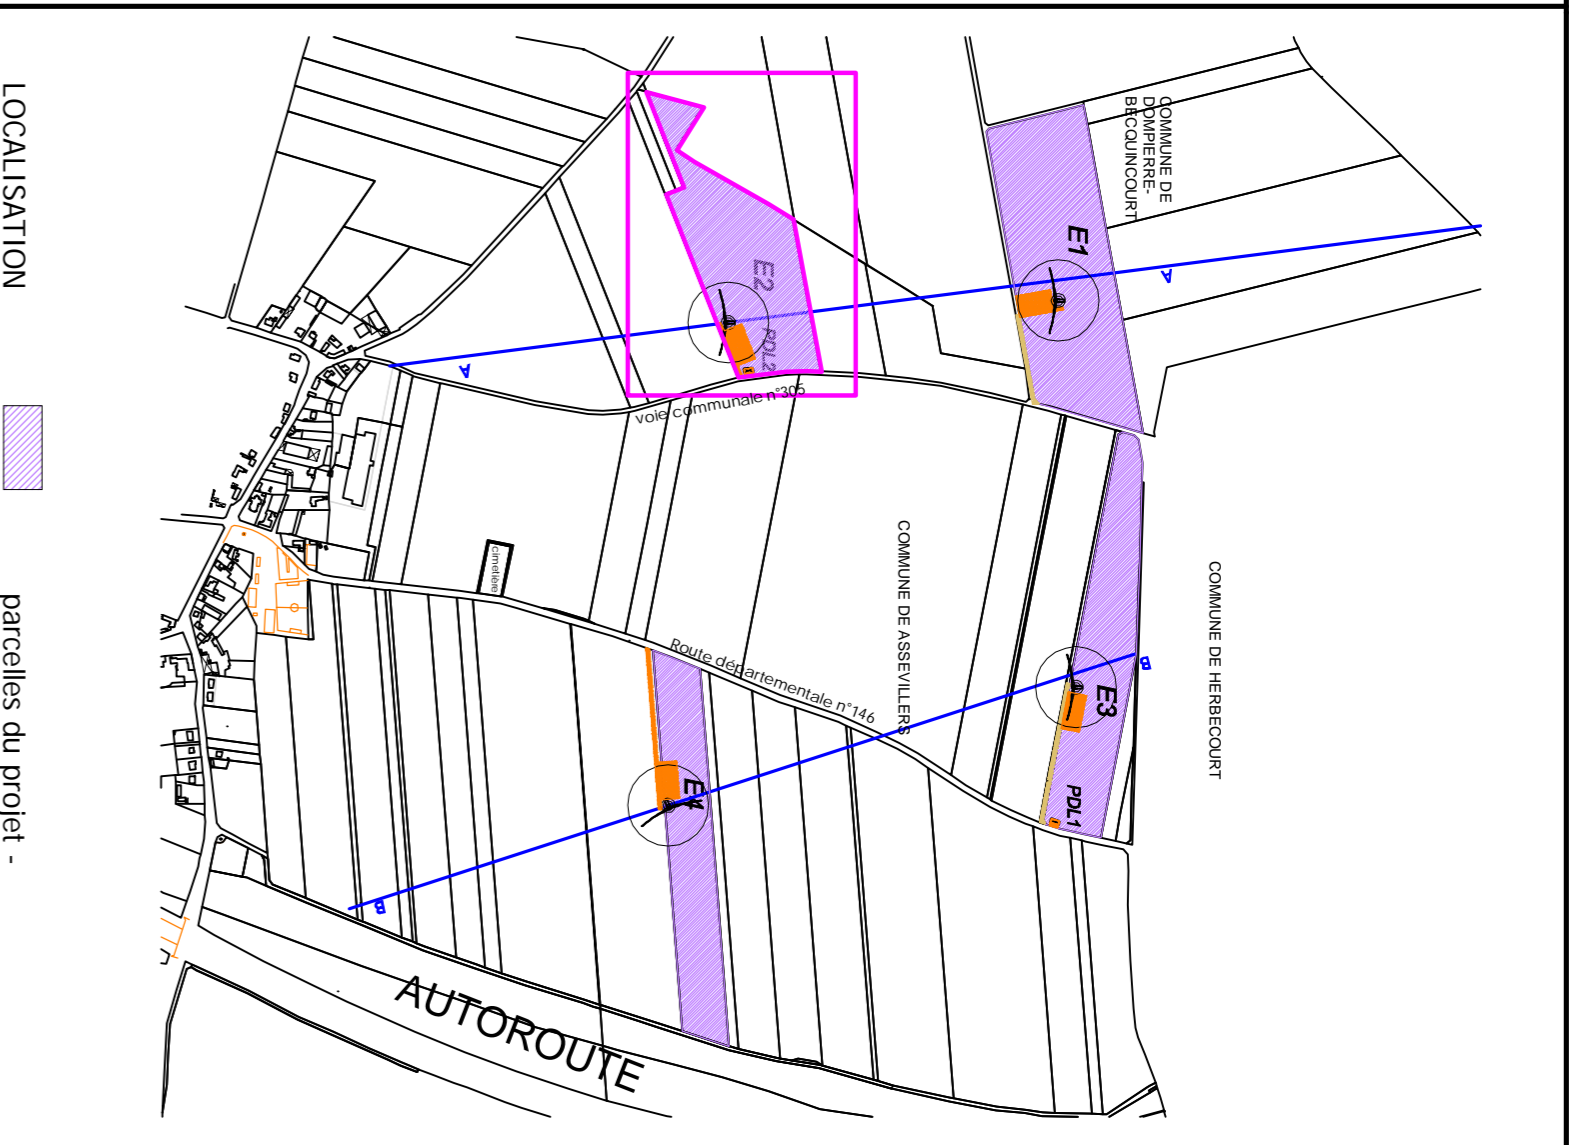 COMMUNE DE
DOMPIERRE-
BECQUINCOURT
E1
A
E2
PDL2
A
voie communale n°305
COMMUNE DE HERBECOURT
COMMUNE DE ASSEVILLERS
cimetière
B
E3
PDL1
Route départementale n°146
E4
B
AUTOROUTE
LOCALISATION
parcelles du projet -